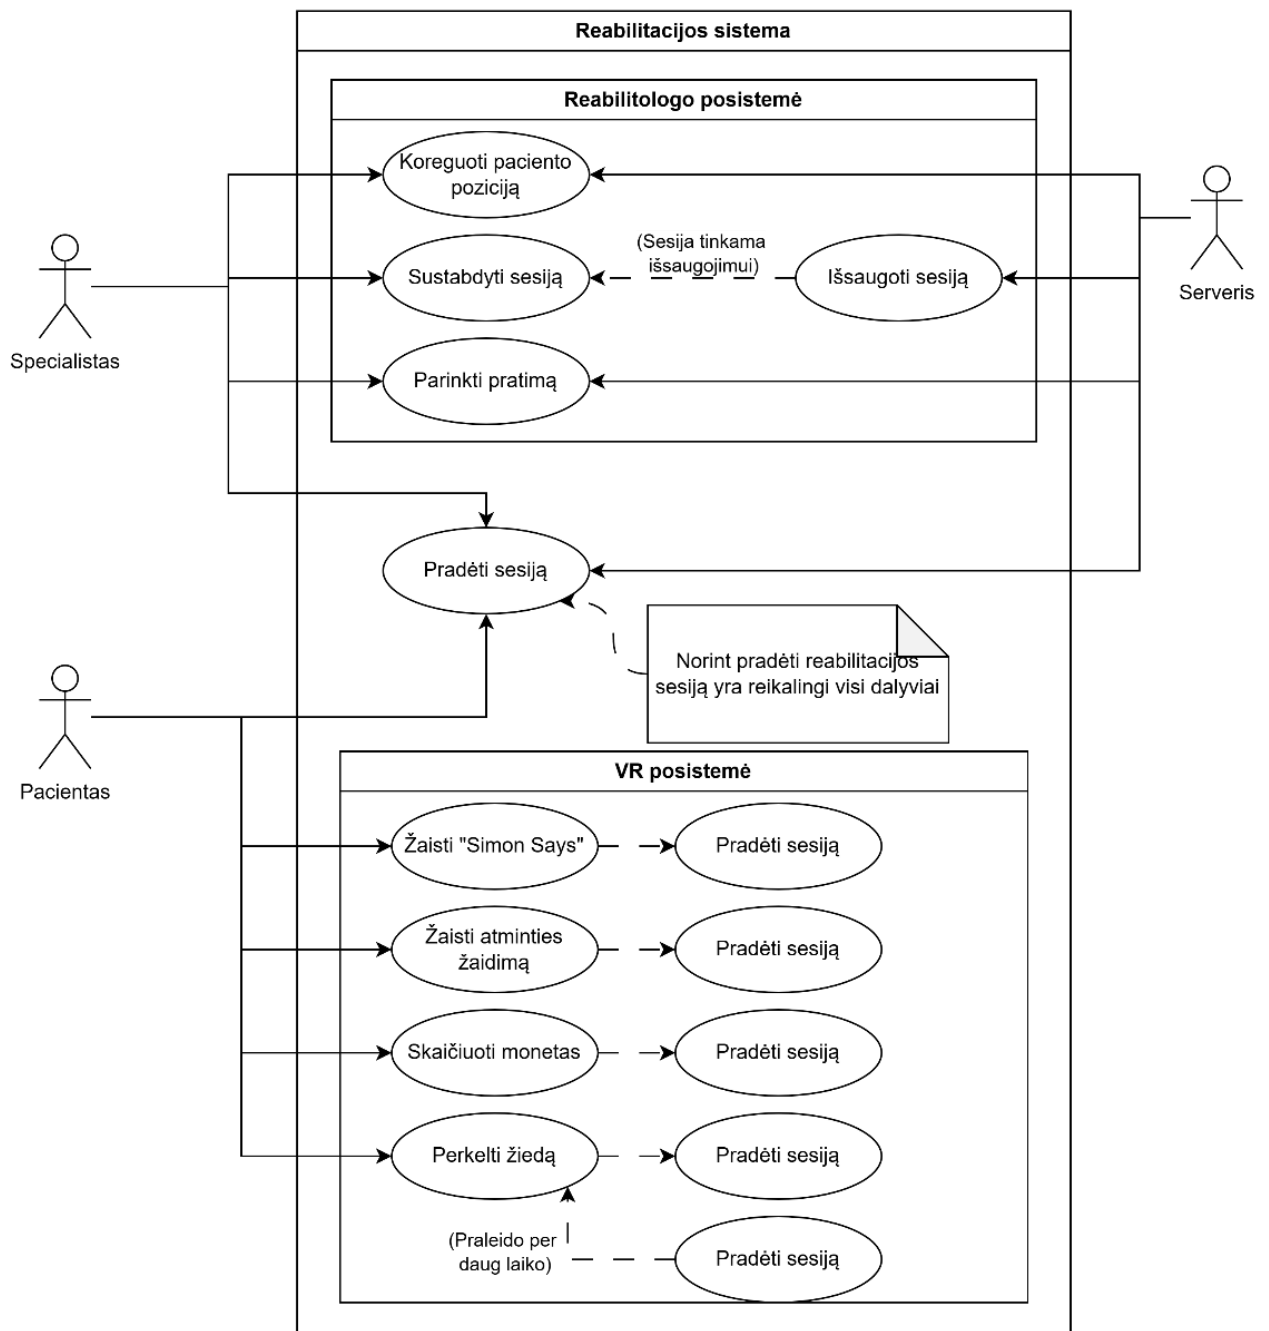 Reabilitacijos sistema
Reabilitologo posistemė
Koreguoti paciento
poziciją
(Sesija tinkama
išsaugojimui)
Sustabdyti sesiją
Išsaugoti sesiją
Serveris
Specialistas
Parinkti pratimą
Pradėti sesiją
Norint pradėti reabilitacijos
sesiją yra reikalingi visi dalyviai
Pacientas
VR posistemė
Žaisti "Simon Says"
Pradėti sesiją
Žaisti atminties
žaidimą
Pradėti sesiją
Skaičiuoti monetas
Pradėti sesiją
Perkelti žiedą
Pradėti sesiją
(Praleido per
daug laiko)
Pradėti sesiją